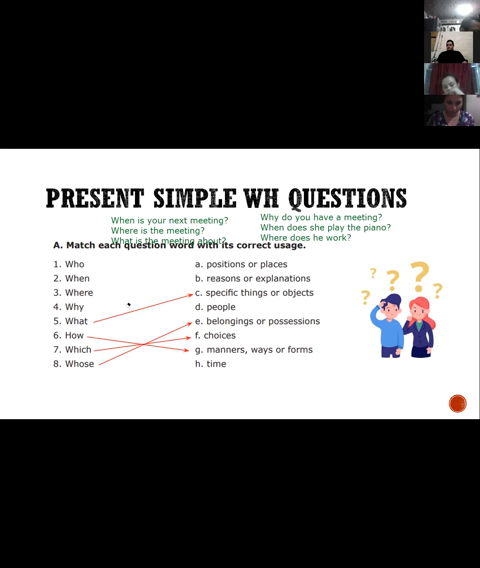 PRESENT SIMPLE WH QUESTIONS
When is your next meeting?
Where is the meeting?
What is the meeting about?
Why do you have a meeting?
When does she play the piano?
Where does he work?
A. Match each question word with its correct usage.
1. Who
2. When
3. Where
4. Why
5. What
6. How
7. Which
8. Whose
a. positions or places
b. reasons or explanations
c. specific things or objects
d. people
e. belongings or possessions
f. choices
g. manners, ways or forms
h. time
? ? ? ? ?